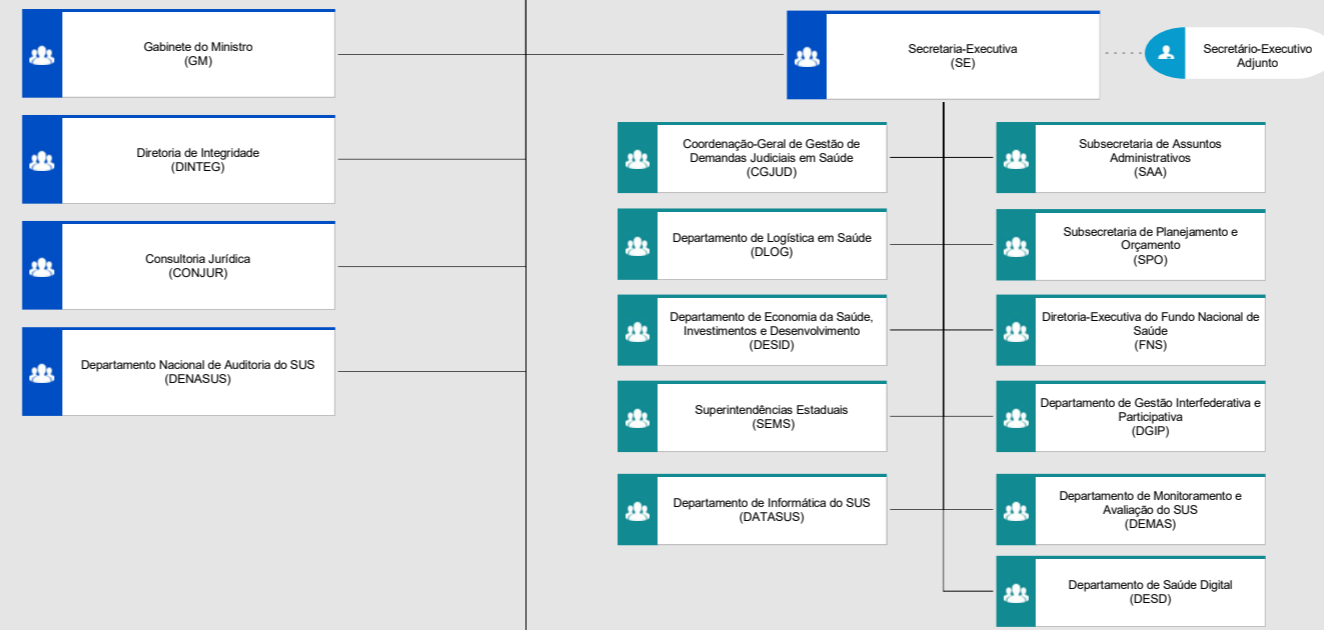 Gabinete do Ministro
(GM)
Diretoria de Integridade
(DINTEG)
Consultoria Jurídica
(CONJUR)
Departamento Nacional de Auditoria do SUS
(DENASUS)
Secretaria-Executiva
(SE)
Secretário-Executivo
Adjunto
Coordenação-Geral de Gestão de
Demandas Judiciais em Saúde
(CGJUD)
Subsecretaria de Assuntos
Administrativos
(SAA)
Departamento de Logística em Saúde
(DLOG)
Subsecretaria de Planejamento e
Orçamento
(SPO)
Departamento de Economia da Saúde,
Investimentos e Desenvolvimento
(DESID)
Diretoria-Executiva do Fundo Nacional de
Saúde
(FNS)
Superintendências Estaduais
(SEMS)
Departamento de Gestão Interfederativa e
Participativa
(DGIP)
Departamento de Informática do SUS
(DATASUS)
Departamento de Monitoramento e
Avaliação do SUS
(DEMAS)
Departamento de Saúde Digital
(DESD)